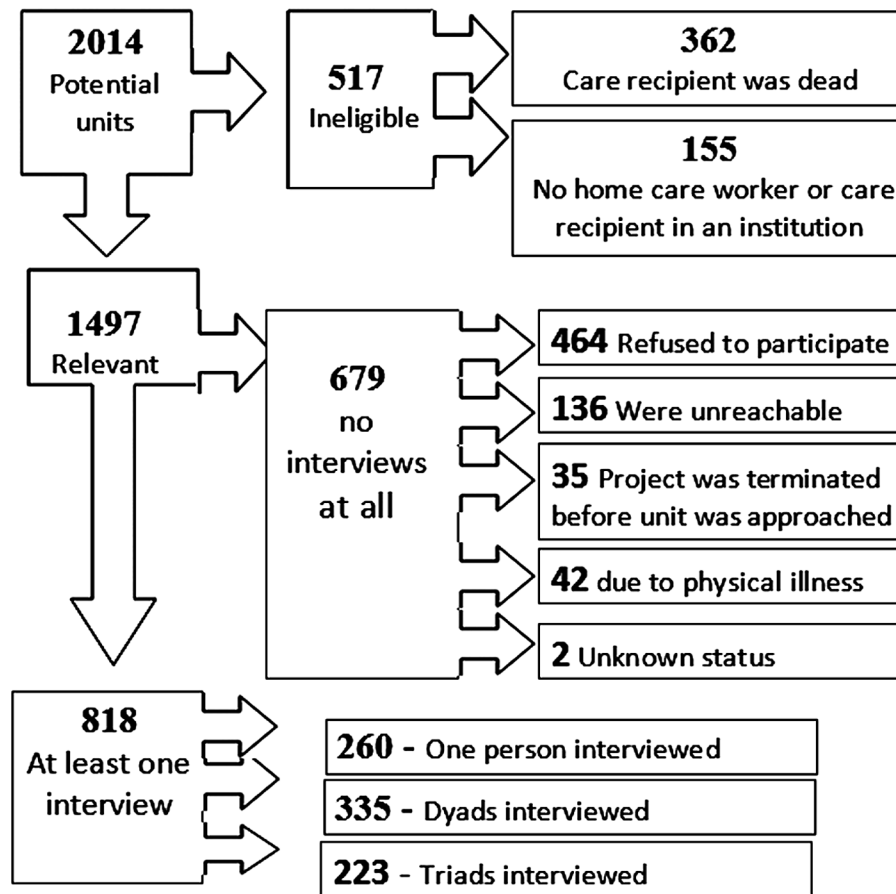 2014
Potential
units
517
Ineligible
362
Care recipient was dead
155
No home care worker or care
recipient in an institution
1497
Relevant
679
no
interviews
at all
464 Refused to participate
136 Were unreachable
35 Project was terminated
before unit was approached
42 due to physical illness
2 Unknown status
818
At least one
interview
260 - One person interviewed
335 - Dyads interviewed
223 - Triads interviewed